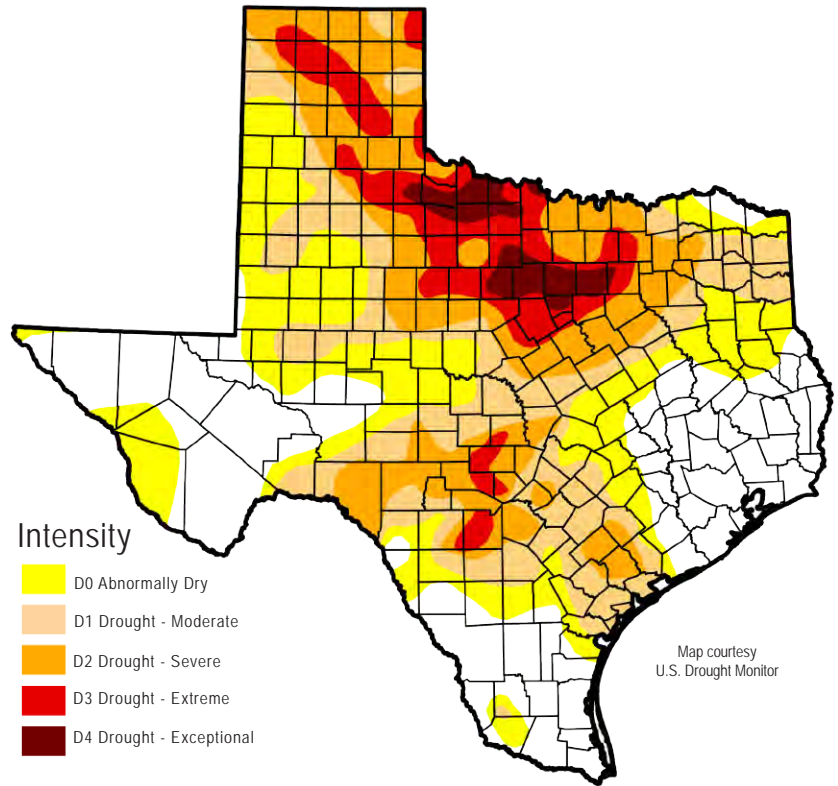 Intensity
D0 Abnormally Dry
D1 Drought - Moderate
D2 Drought - Severe
D3 Drought - Extreme
D4 Drought - Exceptional
Map courtesy
U.S. Drought Monitor